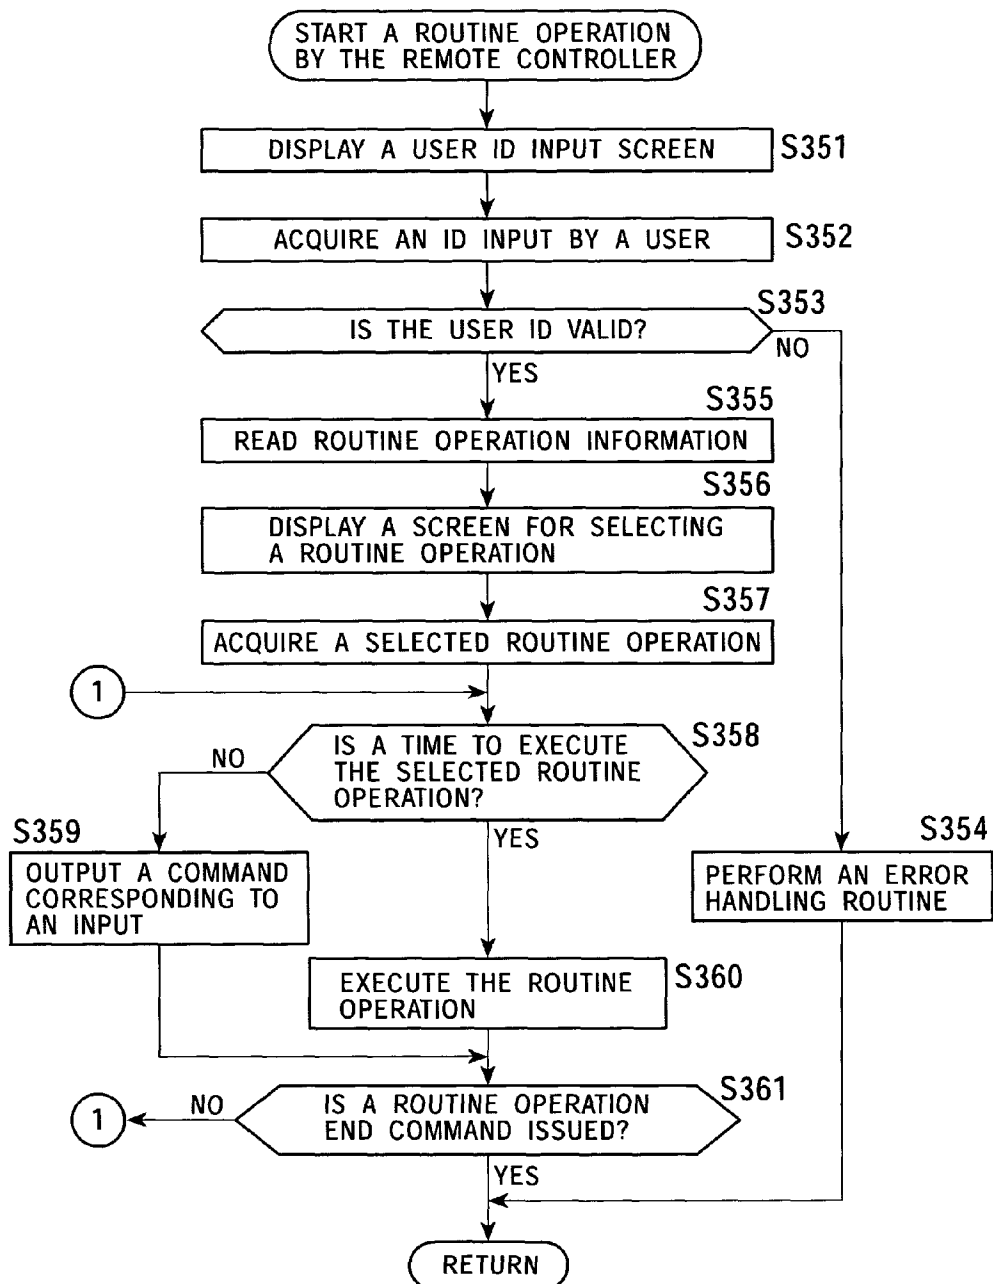 START A ROUTINE OPERATION
BY THE REMOTE CONTROLLER
DISPLAY A USER ID INPUT SCREEN
S351
ACQUIRE AN ID INPUT BY A USER
S352
S353
IS THE USER ID VALID?
NO
YES
S355
READ ROUTINE OPERATION INFORMATION
S356
DISPLAY A SCREEN FOR SELECTING
A ROUTINE OPERATION
S357
ACQUIRE A SELECTED ROUTINE OPERATION
1
S358
IS A TIME TO EXECUTE
THE SELECTED ROUTINE
OPERATION?
NO
YES
S359
OUTPUT A COMMAND
CORRESPONDING TO
AN INPUT
S354
PERFORM AN ERROR
HANDLING ROUTINE
S360
EXECUTE THE ROUTINE
OPERATION
S361
IS A ROUTINE OPERATION
END COMMAND ISSUED?
NO
1
YES
RETURN